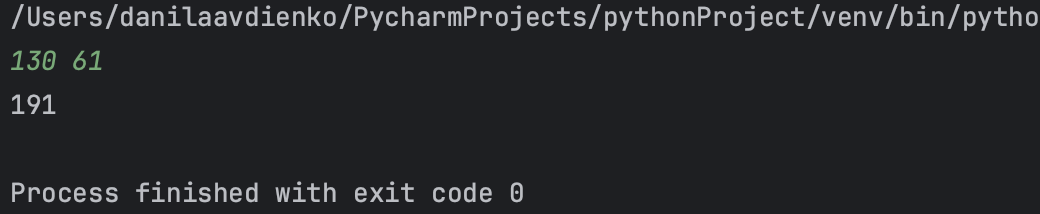 /Users/danilaavdienko/PycharmProjects/pythonProject/venv/bin/pytho
130 61
191
Process finished with exit code 0